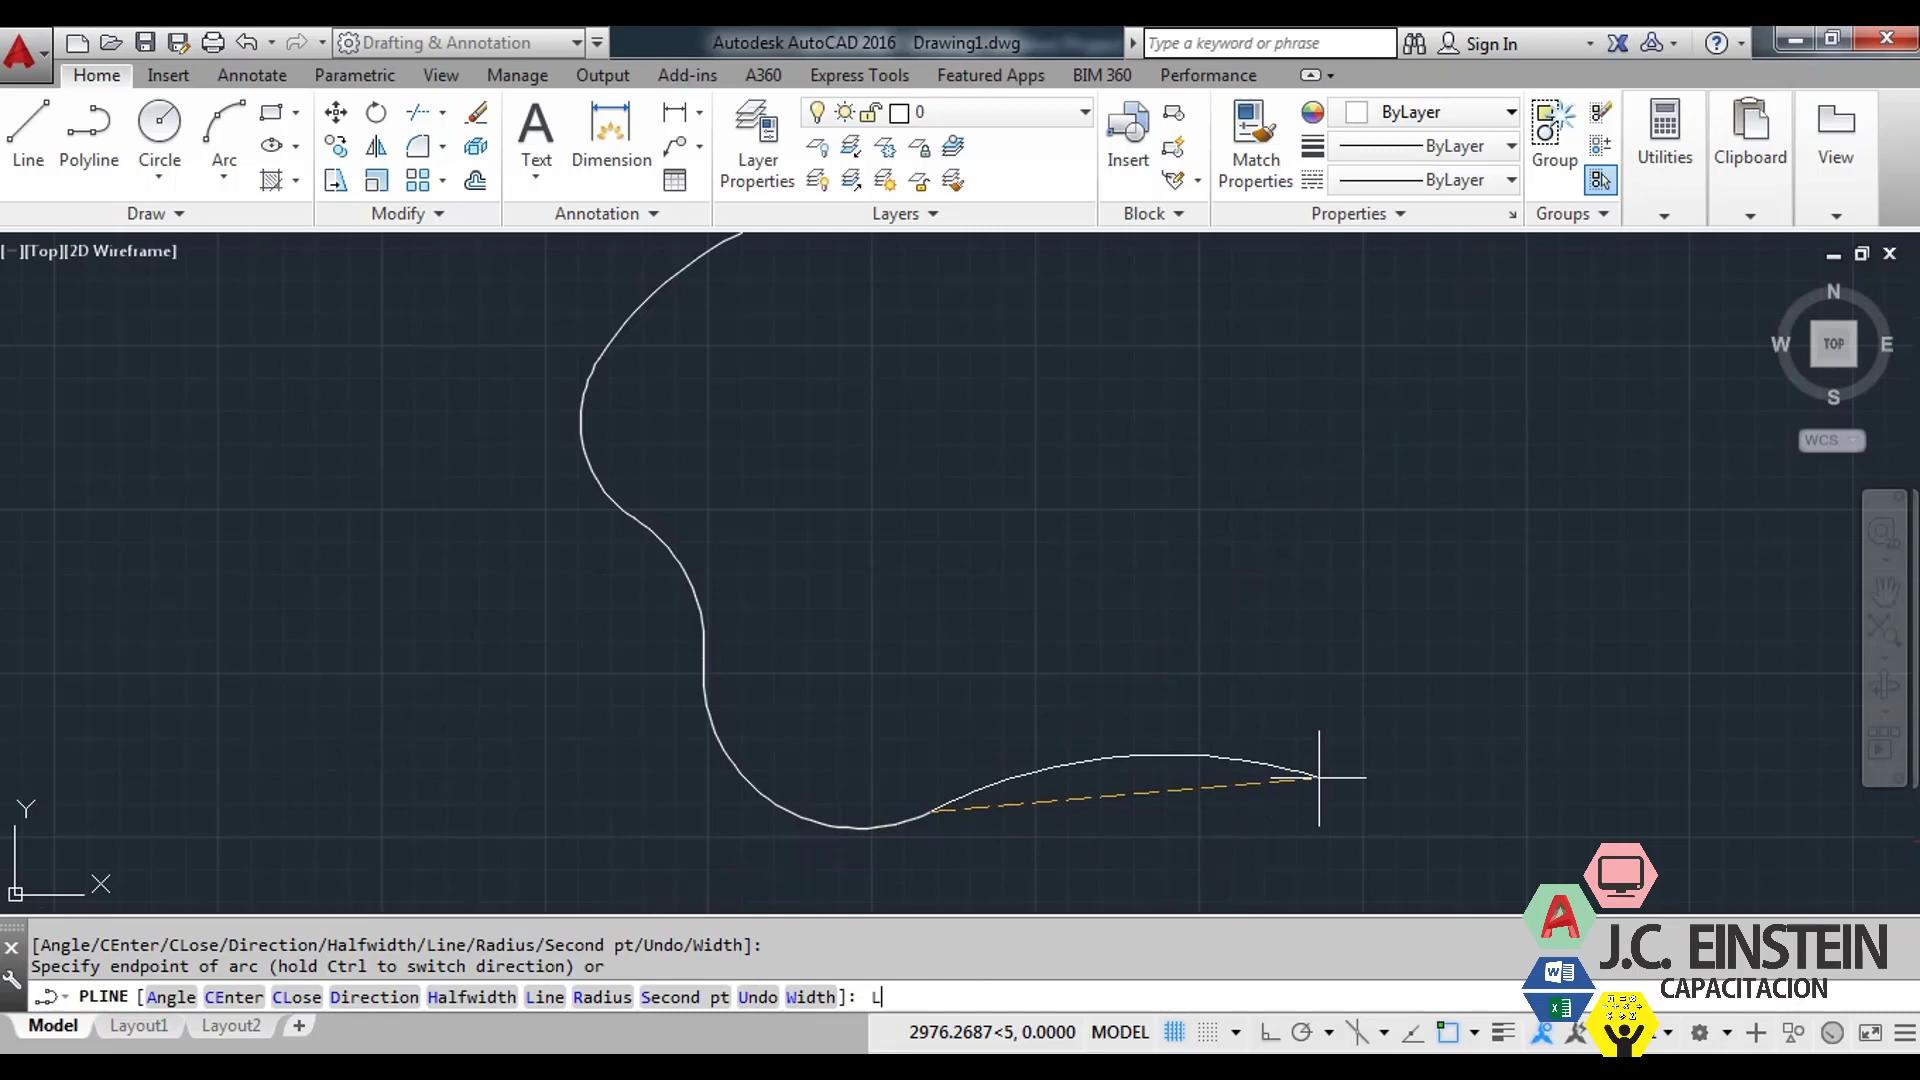 Drafting & Annotation
Autodesk AutoCAD 2016 Drawing1.dwg
Type a keyword or phrase
Sign In
Home Insert Annotate Parametric View Manage Output Add-ins A360 Express Tools Featured Apps BIM 360 Performance
Line Polyline Circle Arc
Text Dimension
Layer Properties
0
Insert
Match Properties
ByLayer
ByLayer
ByLayer
Group
Utilities Clipboard View
Draw Modify Annotation Layers Block Properties Groups
[−][Top][2D Wireframe]
N
W TOP E
S
WCS
Y
X
[Angle/CEnter/CLose/Direction/Halfwidth/Line/Radius/Second pt/Undo/Width]:
Specify endpoint of arc (hold Ctrl to switch direction) or
PLINE [Angle CEnter CLose Direction Halfwidth Line Radius Second pt Undo Width]: L
Model Layout1 Layout2 +
2976.2687<5, 0.0000 MODEL
J.C. EINSTEIN
CAPACITACION